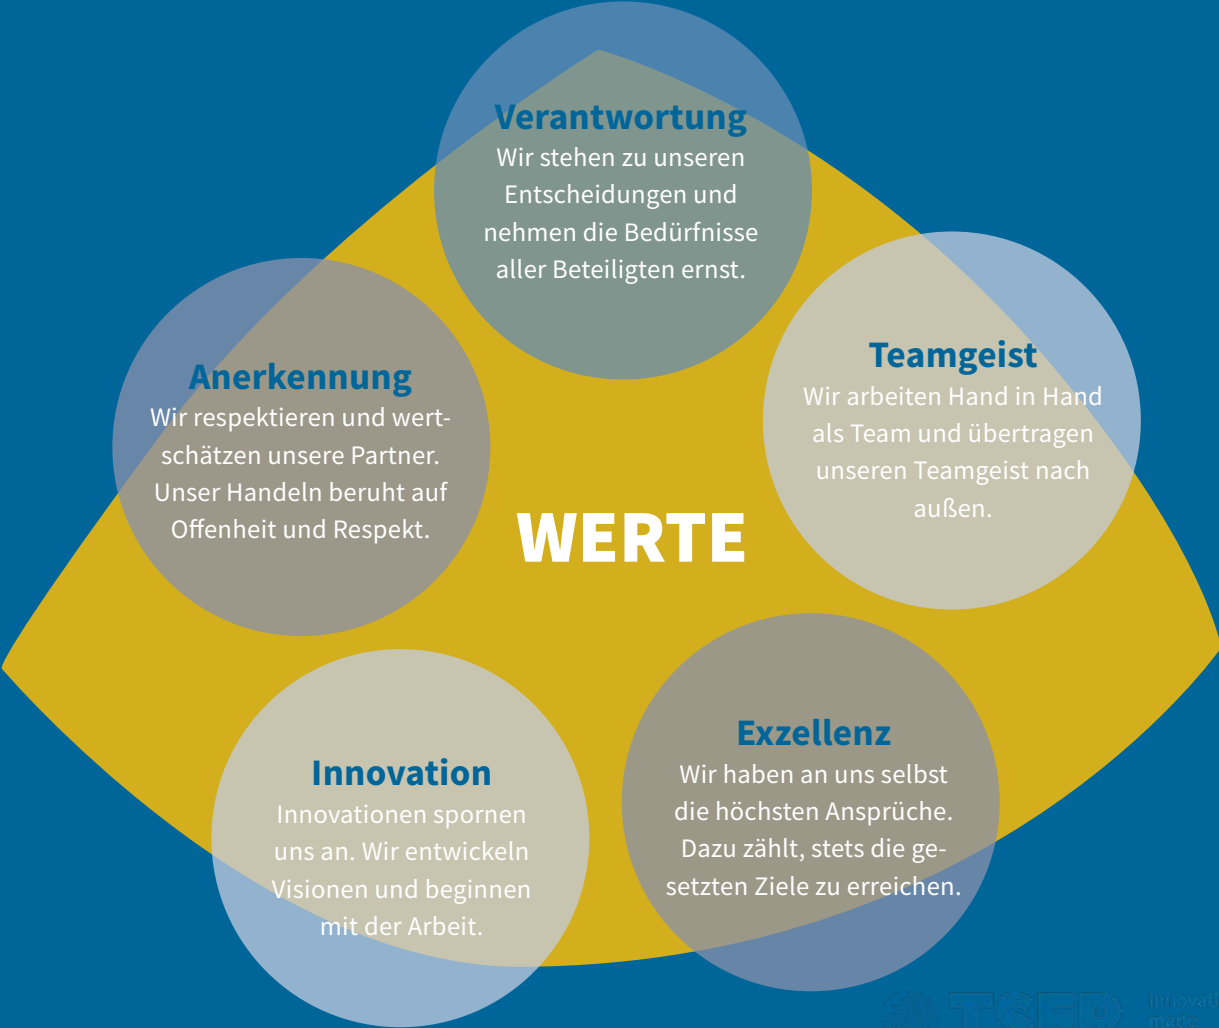 Verantwortung
Wir stehen zu unseren
Entscheidungen und
nehmen die Bedürfnisse
aller Beteiligten ernst.
Anerkennung
Wir respektieren und wert-
schätzen unsere Partner.
Unser Handeln beruht auf
Offenheit und Respekt.
Teamgeist
Wir arbeiten Hand in Hand
als Team und übertragen
unseren Teamgeist nach
außen.
WERTE
Innovation
Innovationen spornen
uns an. Wir entwickeln
Visionen und beginnen
mit der Arbeit.
Exzellenz
Wir haben an uns selbst
die höchsten Ansprüche.
Dazu zählt, stets die ge-
setzten Ziele zu erreichen.